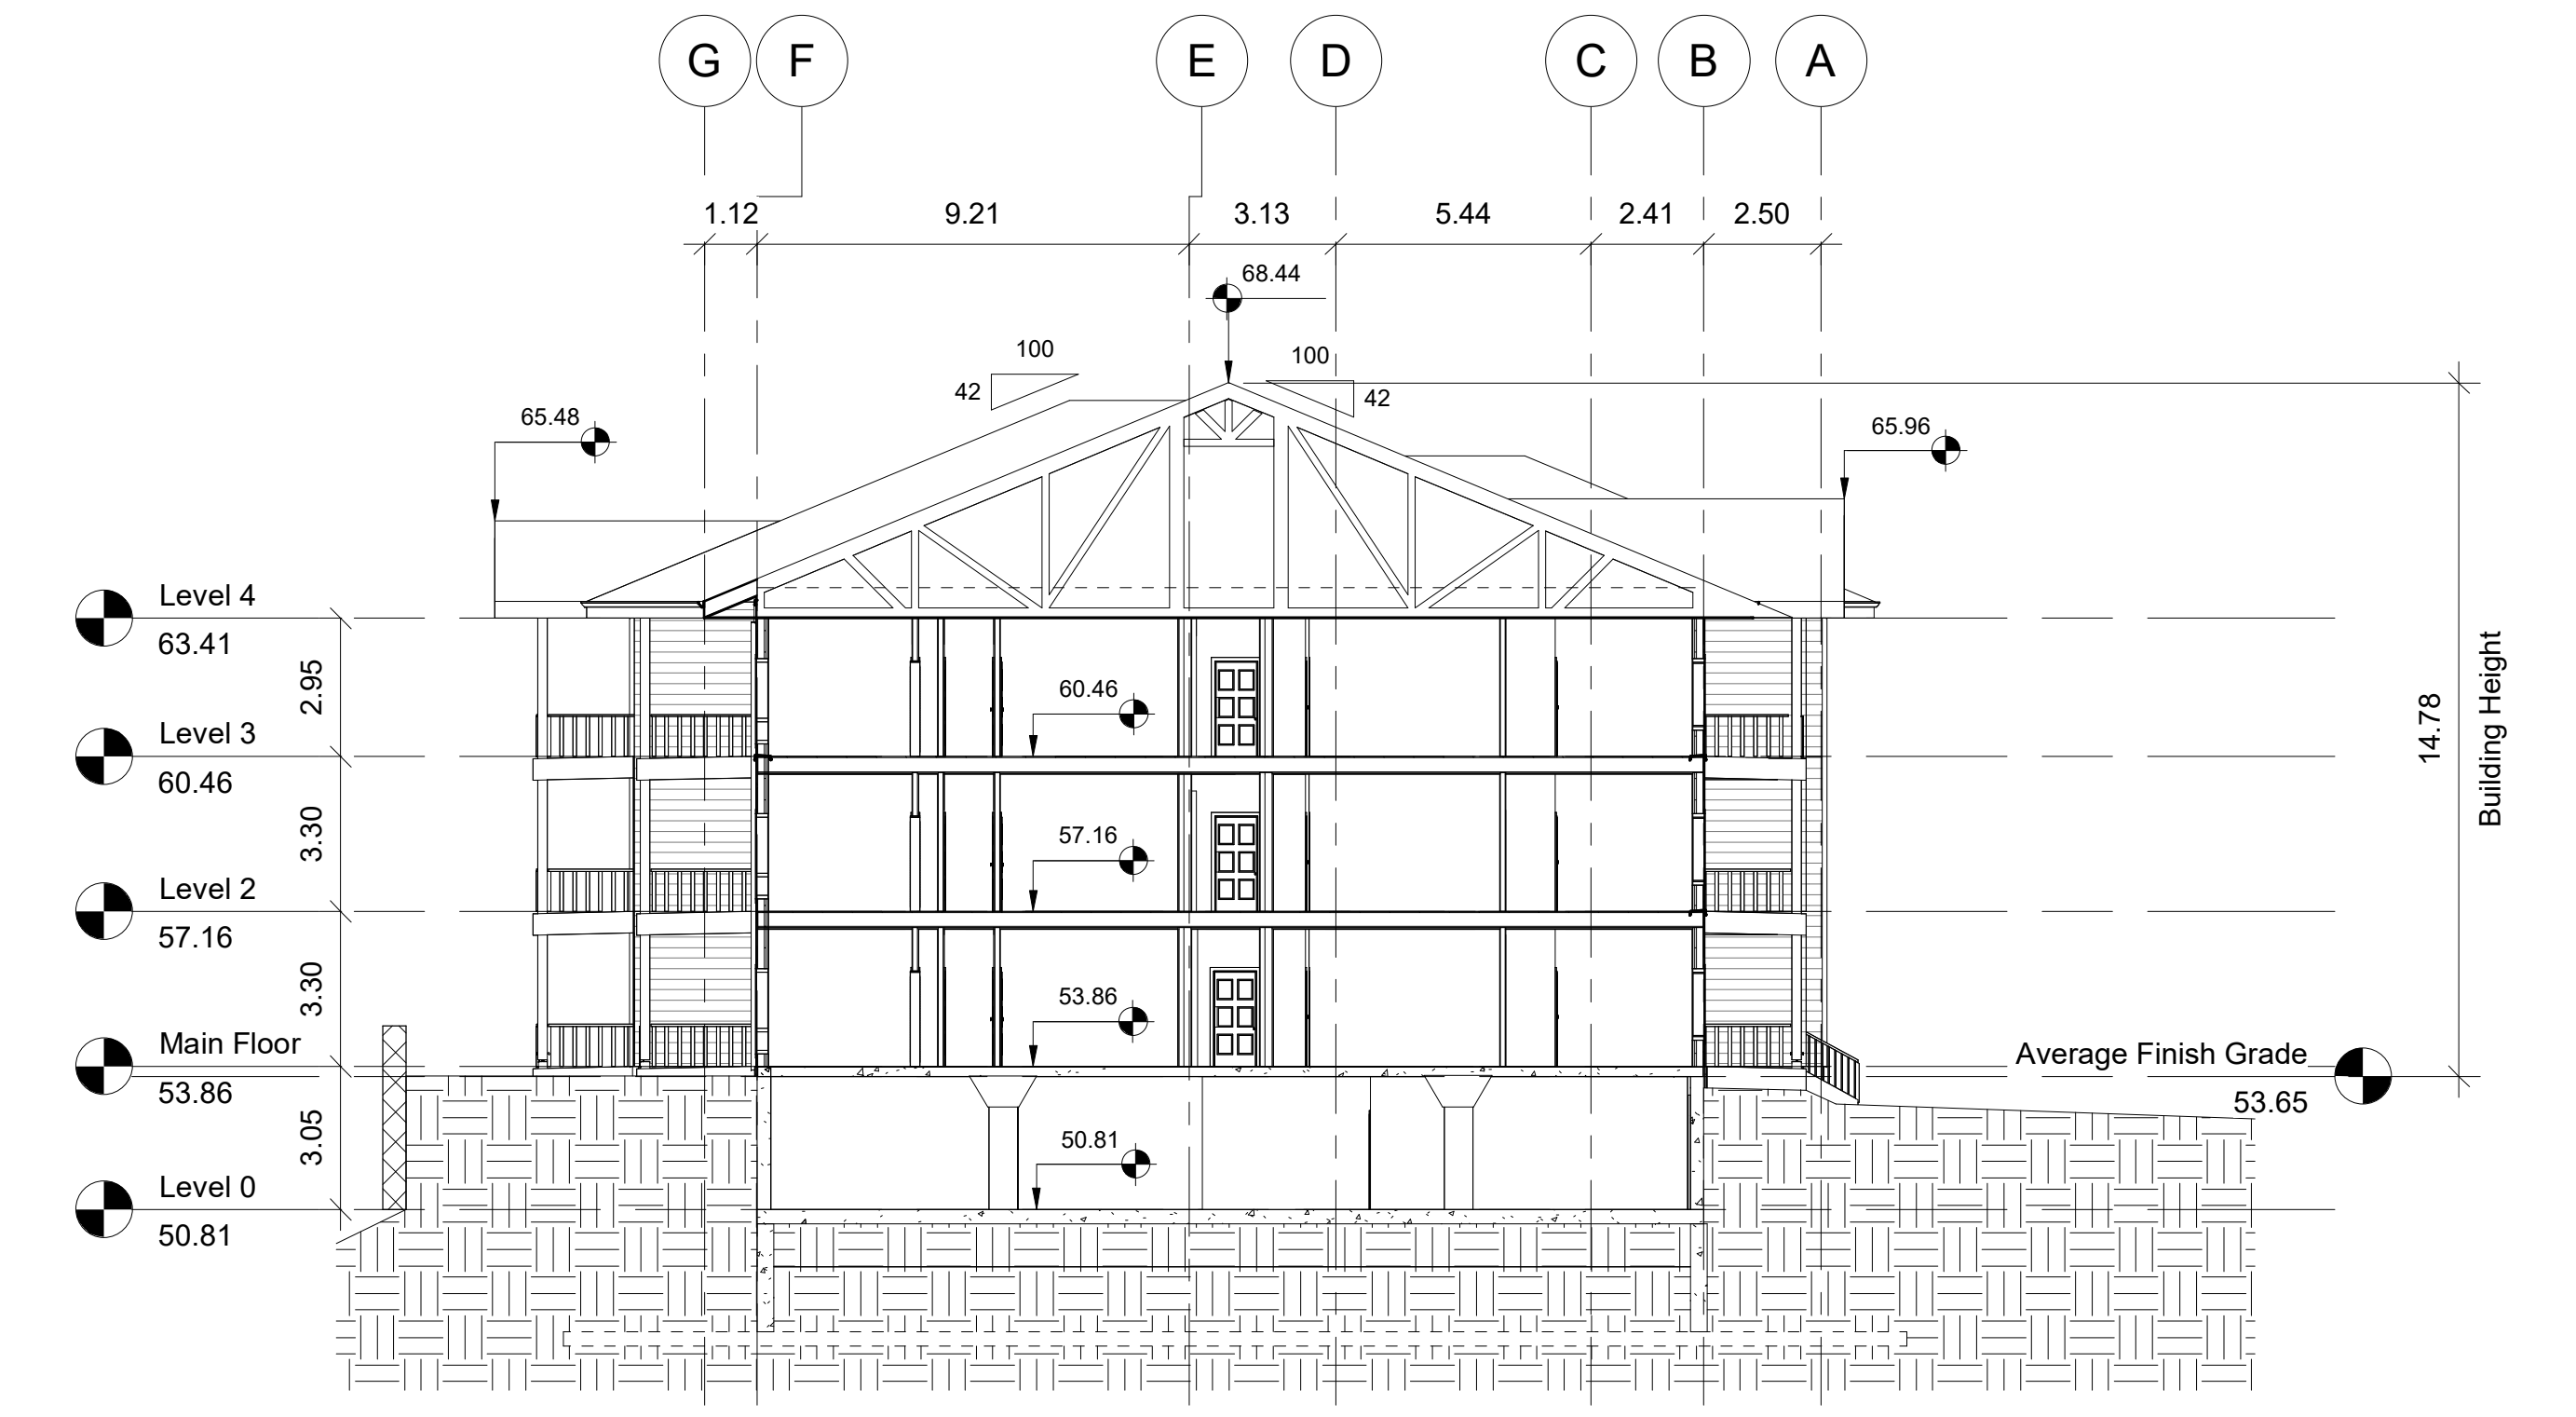 G F E D C B A
1.12 9.21 3.13 5.44 2.41 2.50
68.44
100 100
42 42
65.48 65.96
Level 4
63.41
2.95
60.46
Level 3
60.46
3.30
57.16
Level 2
57.16
3.30
53.86
Main Floor
53.86
3.05
50.81
Level 0
50.81
14.78
Building Height
Average Finish Grade
53.65